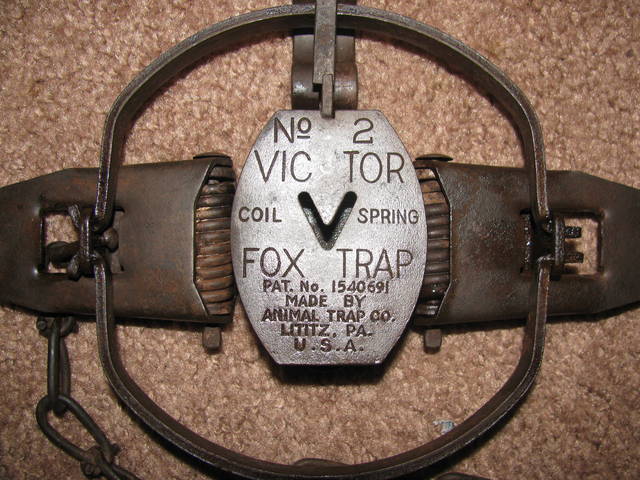 Nº 2
VIC TOR
V
COIL SPRING
FOX TRAP
PAT. No. 1540691
MADE BY
ANIMAL TRAP CO.
LITITZ, PA.
U.S.A.